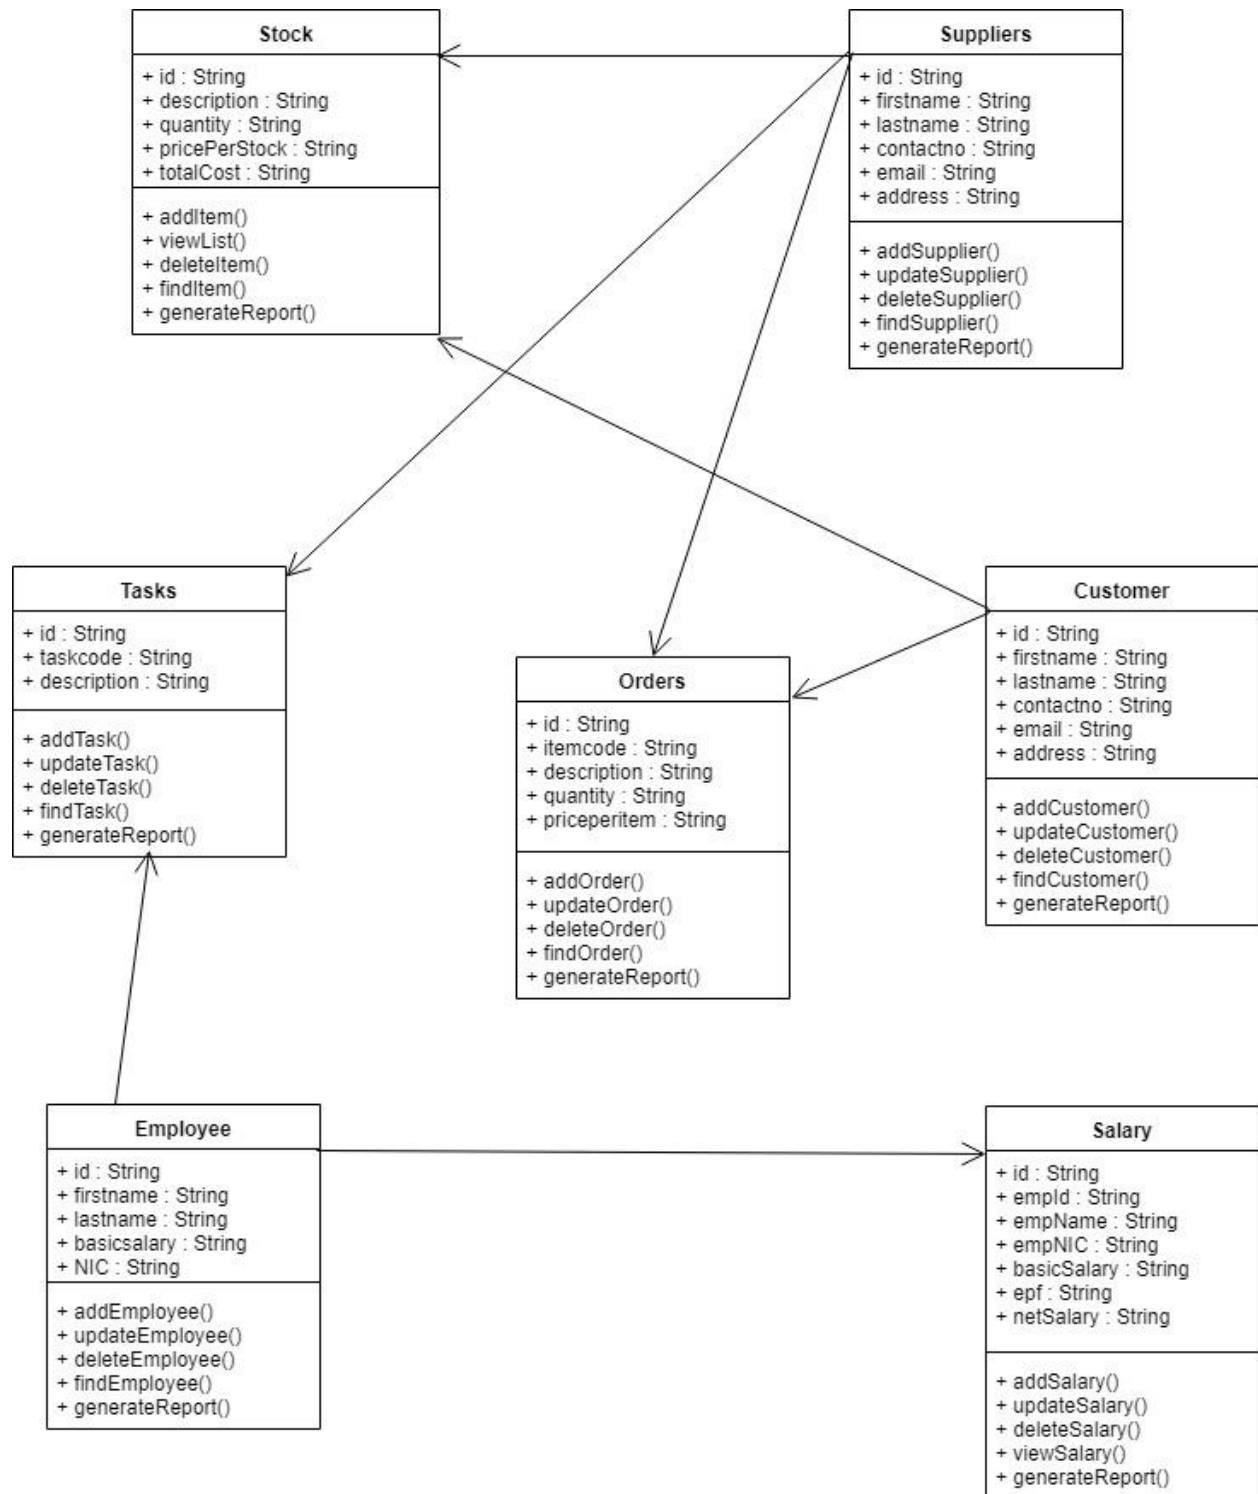 Stock
+ id : String
+ description : String
+ quantity : String
+ pricePerStock : String
+ totalCost : String
+ addItem()
+ viewList()
+ deleteItem()
+ findItem()
+ generateReport()
Suppliers
+ id : String
+ firstname : String
+ lastname : String
+ contactno : String
+ email : String
+ address : String
+ addSupplier()
+ updateSupplier()
+ deleteSupplier()
+ findSupplier()
+ generateReport()
Tasks
+ id : String
+ taskcode : String
+ description : String
+ addTask()
+ updateTask()
+ deleteTask()
+ findTask()
+ generateReport()
Orders
+ id : String
+ itemcode : String
+ description : String
+ quantity : String
+ priceperitem : String
+ addOrder()
+ updateOrder()
+ deleteOrder()
+ findOrder()
+ generateReport()
Customer
+ id : String
+ firstname : String
+ lastname : String
+ contactno : String
+ email : String
+ address : String
+ addCustomer()
+ updateCustomer()
+ deleteCustomer()
+ findCustomer()
+ generateReport()
Employee
+ id : String
+ firstname : String
+ lastname : String
+ basicsalary : String
+ NIC : String
+ addEmployee()
+ updateEmployee()
+ deleteEmployee()
+ findEmployee()
+ generateReport()
Salary
+ id : String
+ empId : String
+ empName : String
+ empNIC : String
+ basicSalary : String
+ epf : String
+ netSalary : String
+ addSalary()
+ updateSalary()
+ deleteSalary()
+ viewSalary()
+ generateReport()